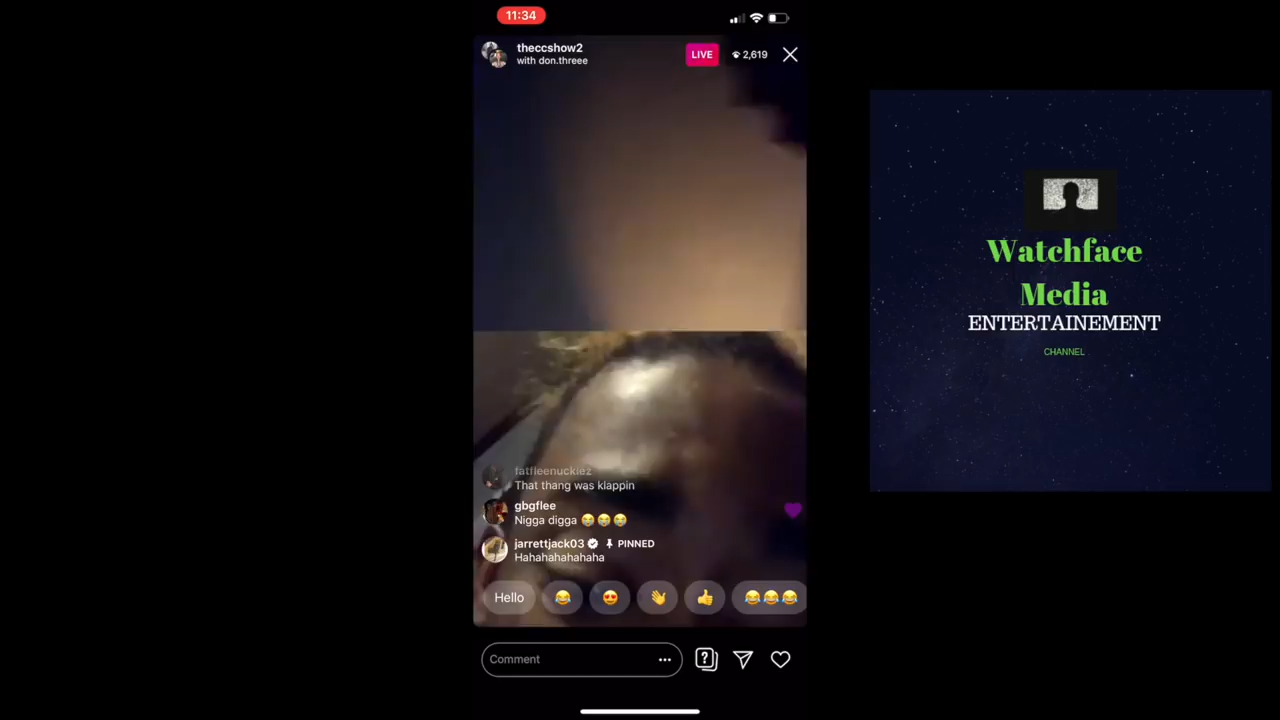 11:34
theccshow2
with don.threee
LIVE
2,619
fatfleenuckiez
That thang was klappin
gbgflee
Nigga digga 😭😭😭
jarrettjack03 PINNED
Hahahahahahaha
Hello 😂 😍 👋 👍 😂😂😂
Comment
Watchface
Media
ENTERTAINEMENT
CHANNEL